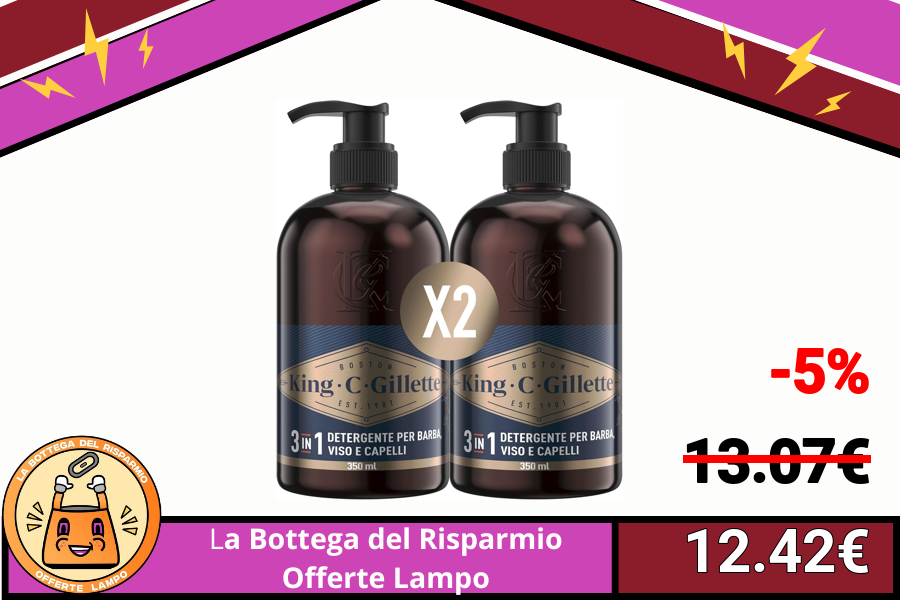 X2
BOSTON
King·C·Gillette
EST. 1901
3 IN 1 DETERGENTE PER BARBA,
VISO E CAPELLI
350 ml
BOSTON
King·C·Gillette
EST. 1901
3 IN 1 DETERGENTE PER BARBA,
VISO E CAPELLI
350 ml
-5%
13.07€
12.42€
LA BOTTEGA DEL RISPARMIO
OFFERTE LAMPO
La Bottega del Risparmio
Offerte Lampo